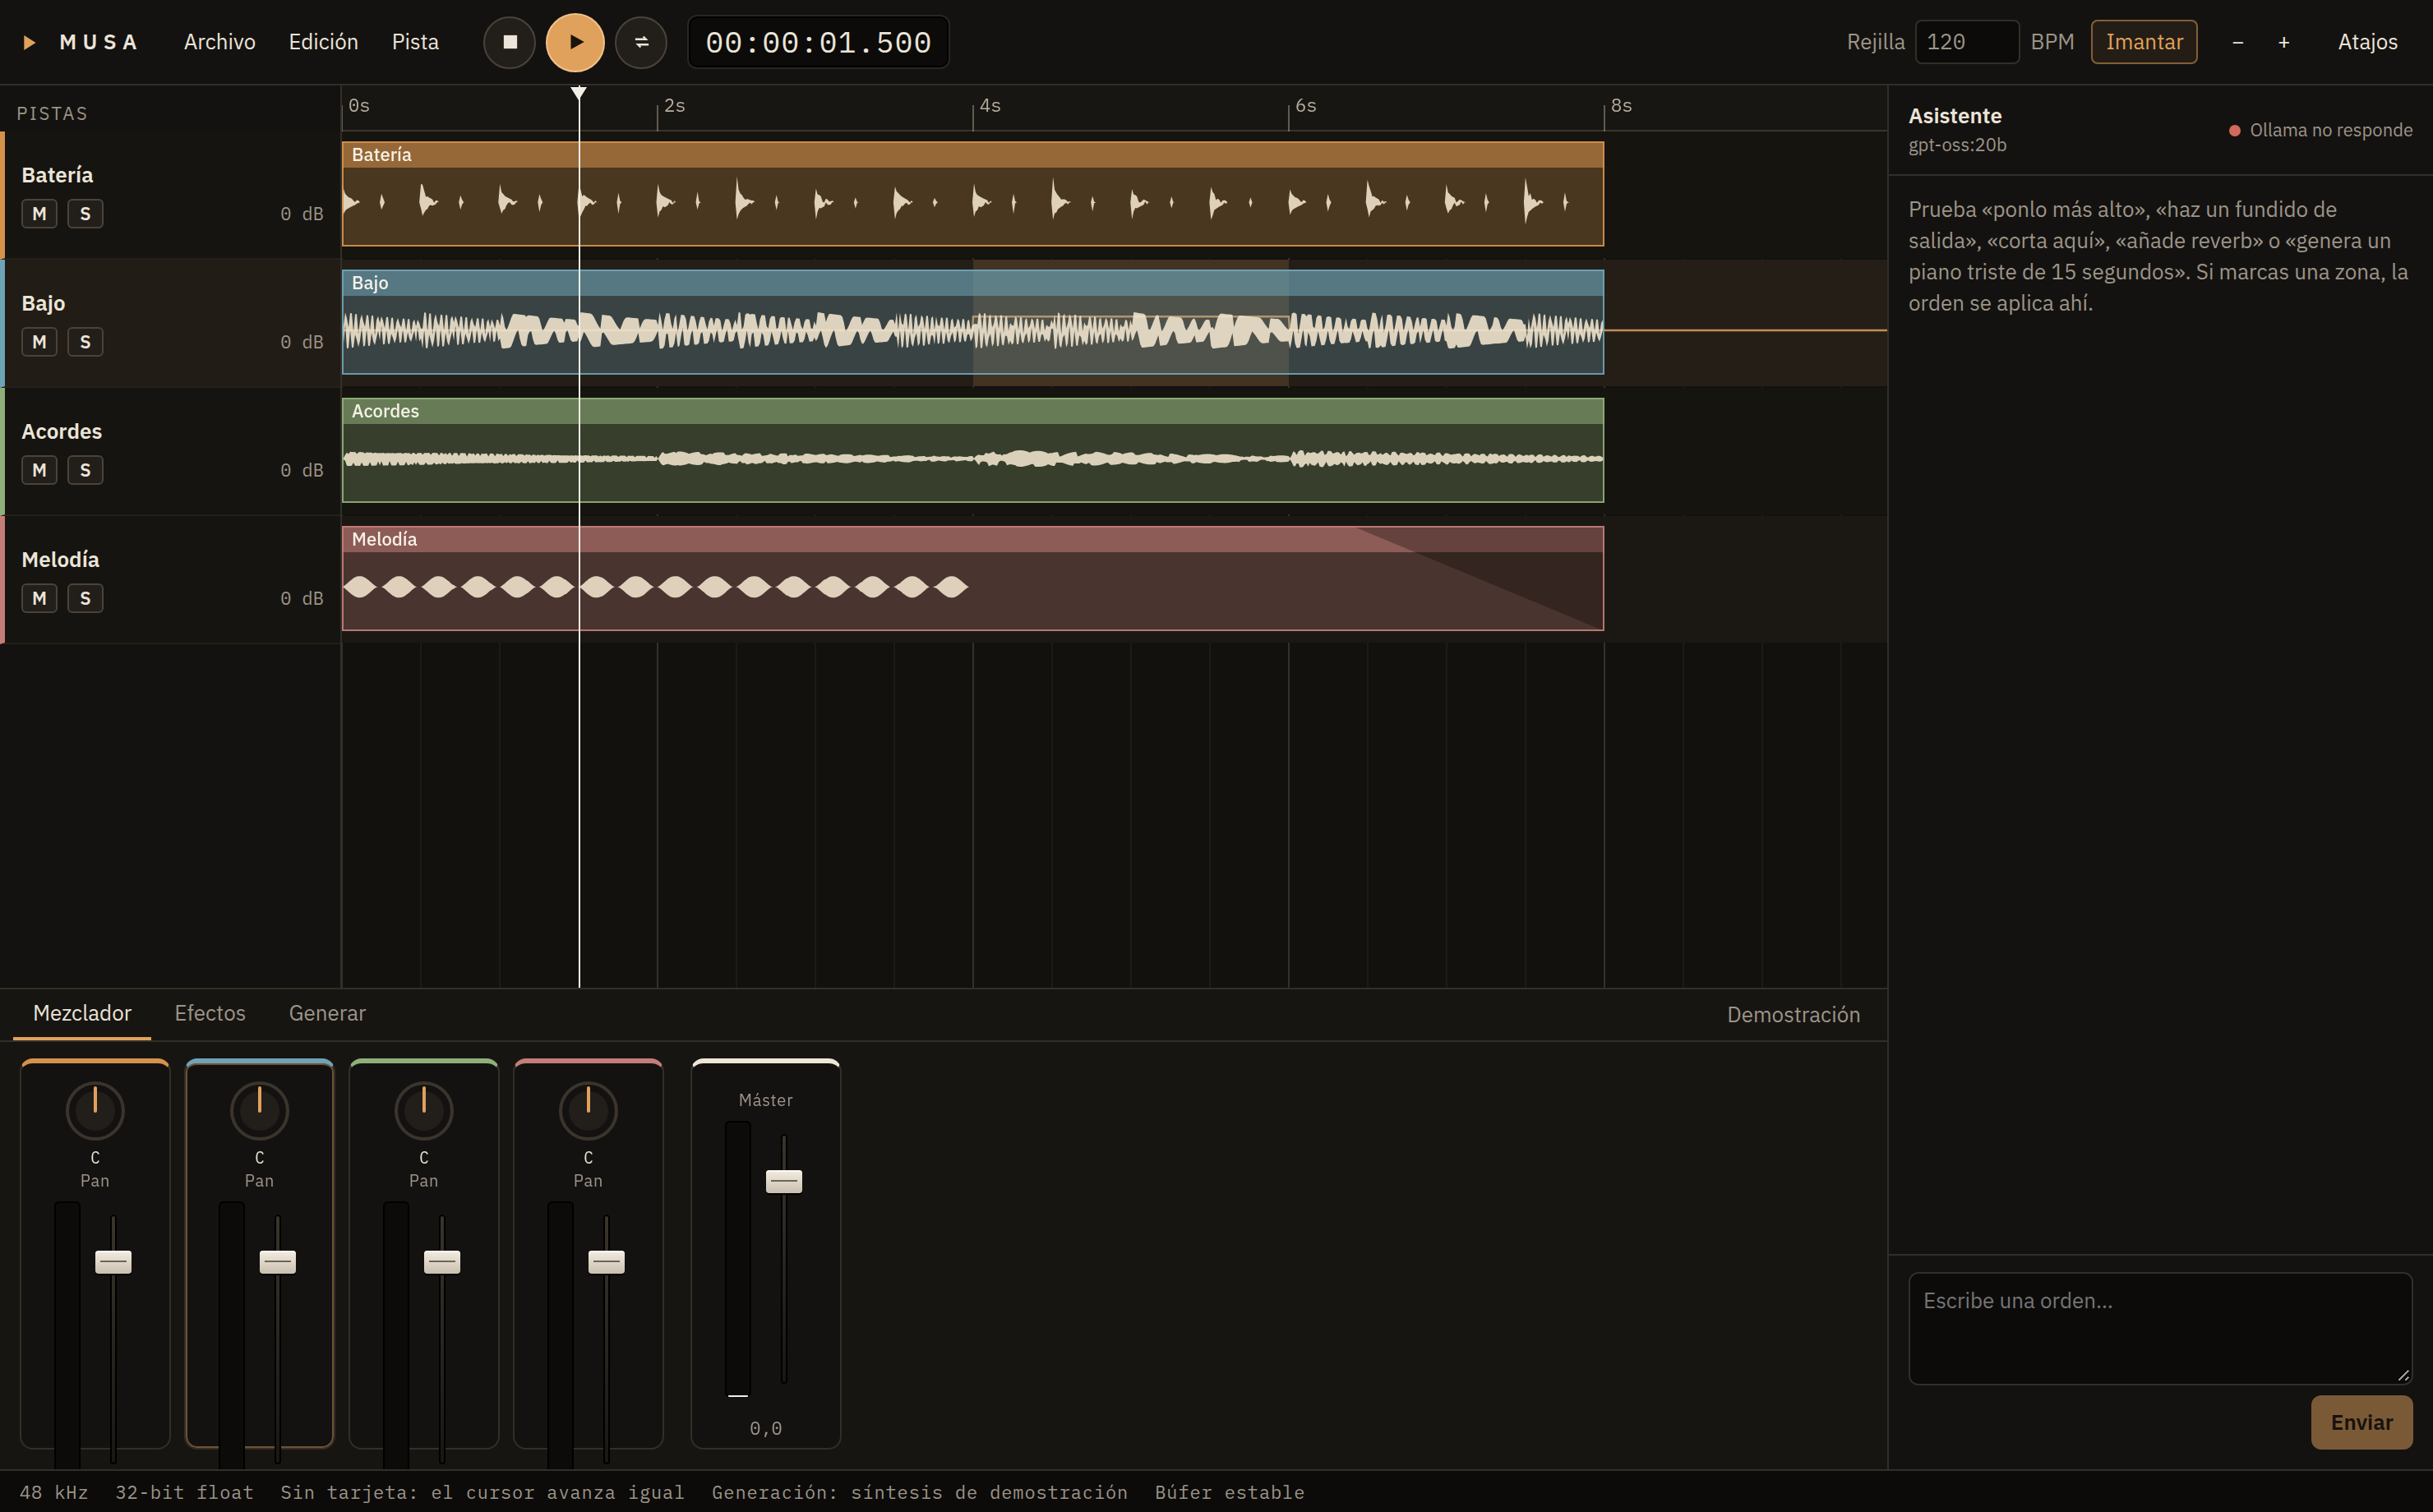 MUSA Archivo Edición Pista 00:00:01.500 Rejilla 120 BPM Imantar − + Atajos
PISTAS
0s 2s 4s 6s 8s
Batería
M S 0 dB
Batería
Bajo
M S 0 dB
Bajo
Acordes
M S 0 dB
Acordes
Melodía
M S 0 dB
Melodía
Asistente
gpt-oss:20b
Ollama no responde
Prueba «ponlo más alto», «haz un fundido de
salida», «corta aquí», «añade reverb» o «genera un
piano triste de 15 segundos». Si marcas una zona, la
orden se aplica ahí.
Mezclador Efectos Generar Demostración
C C C C
Pan Pan Pan Pan
Máster
0,0
Escribe una orden...
Enviar
48 kHz 32-bit float Sin tarjeta: el cursor avanza igual Generación: síntesis de demostración Búfer estable